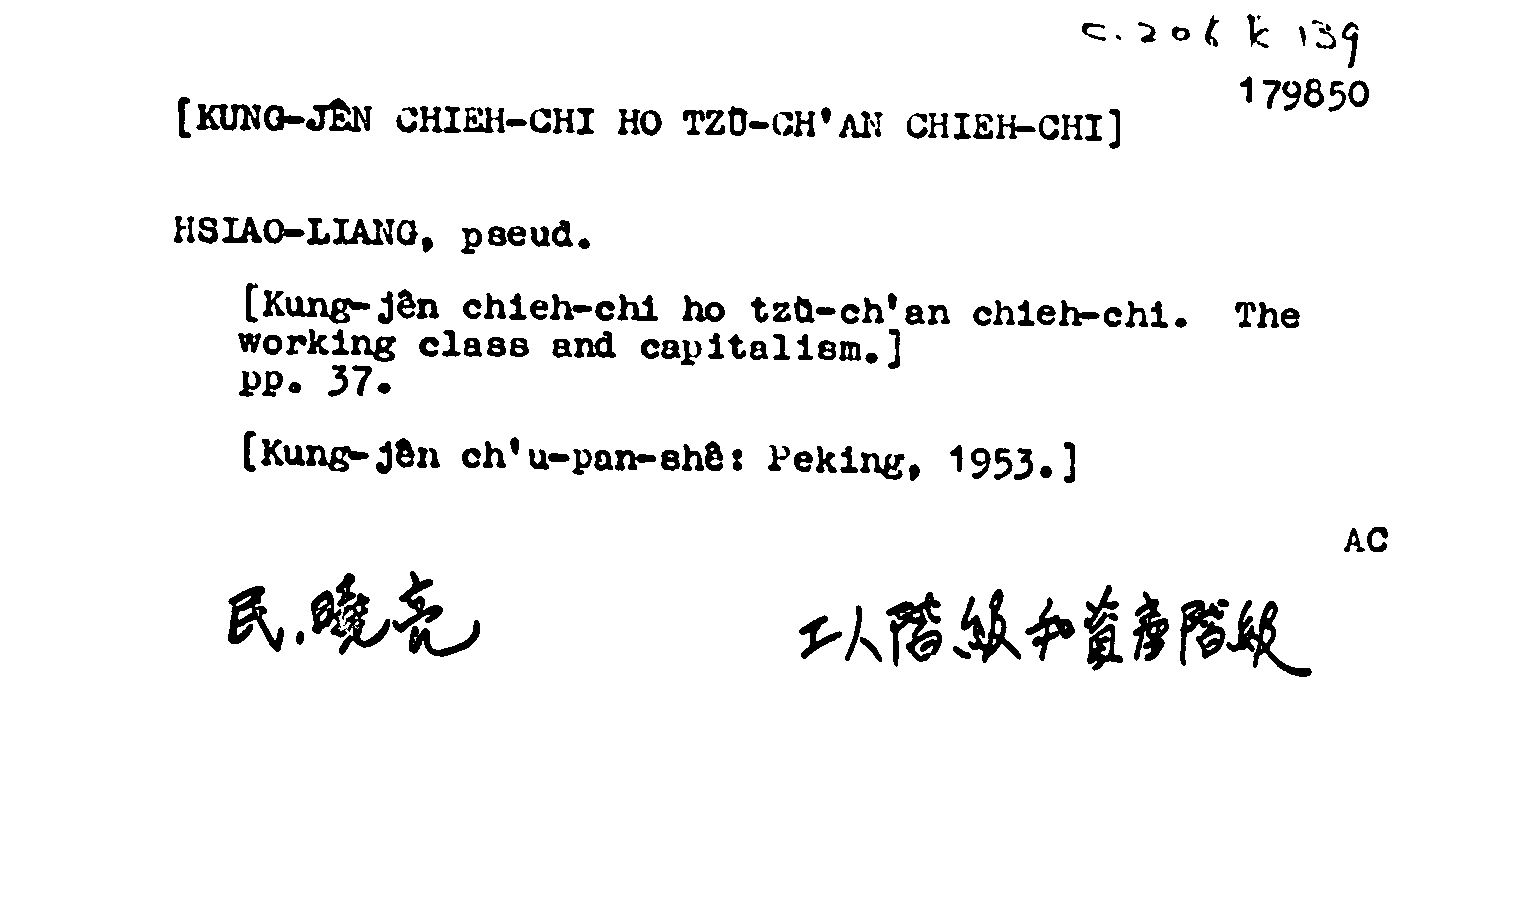 c. 206 k 139
179850
[KUNG-JÊN CHIEH-CHI HO TZŬ-CH'AN CHIEH-CHI]
HSIAO-LIANG, pseud.
[Kung-jên chieh-chi ho tzŭ-ch'an chieh-chi. The
working class and capitalism.]
pp. 37.
[Kung-jên ch'u-pan-shê: Peking, 1953.]
AC
民.曉亮 工人階級和資產階級